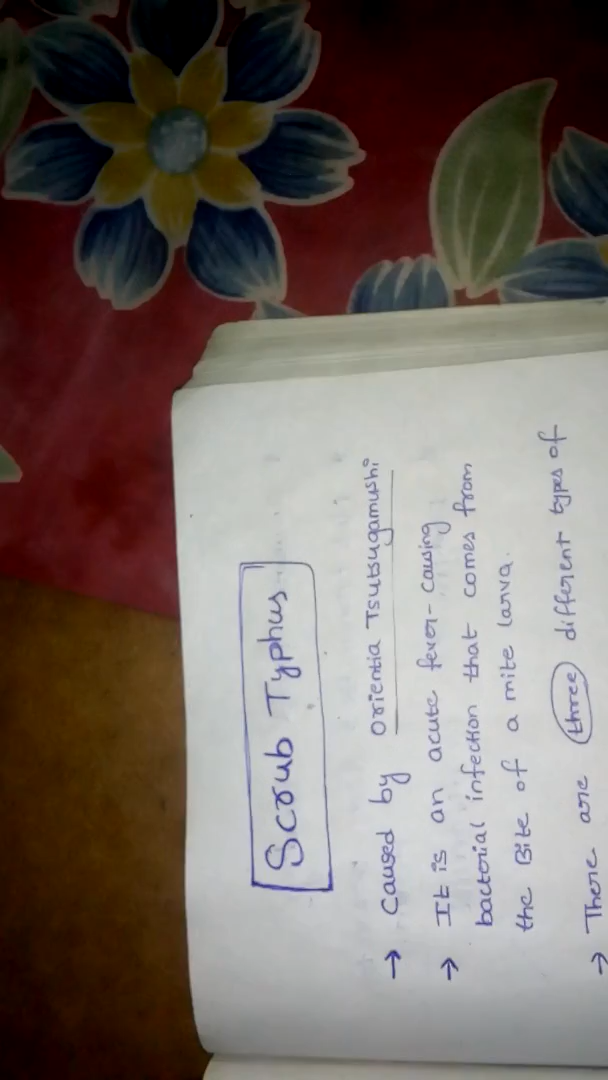 Scrub Typhus
→ Caused by Orientia Tsutsugamushi
→ It is an acute fever-causing
bacterial infection that comes from
the Bite of a mite larva.
→ There are three different types of